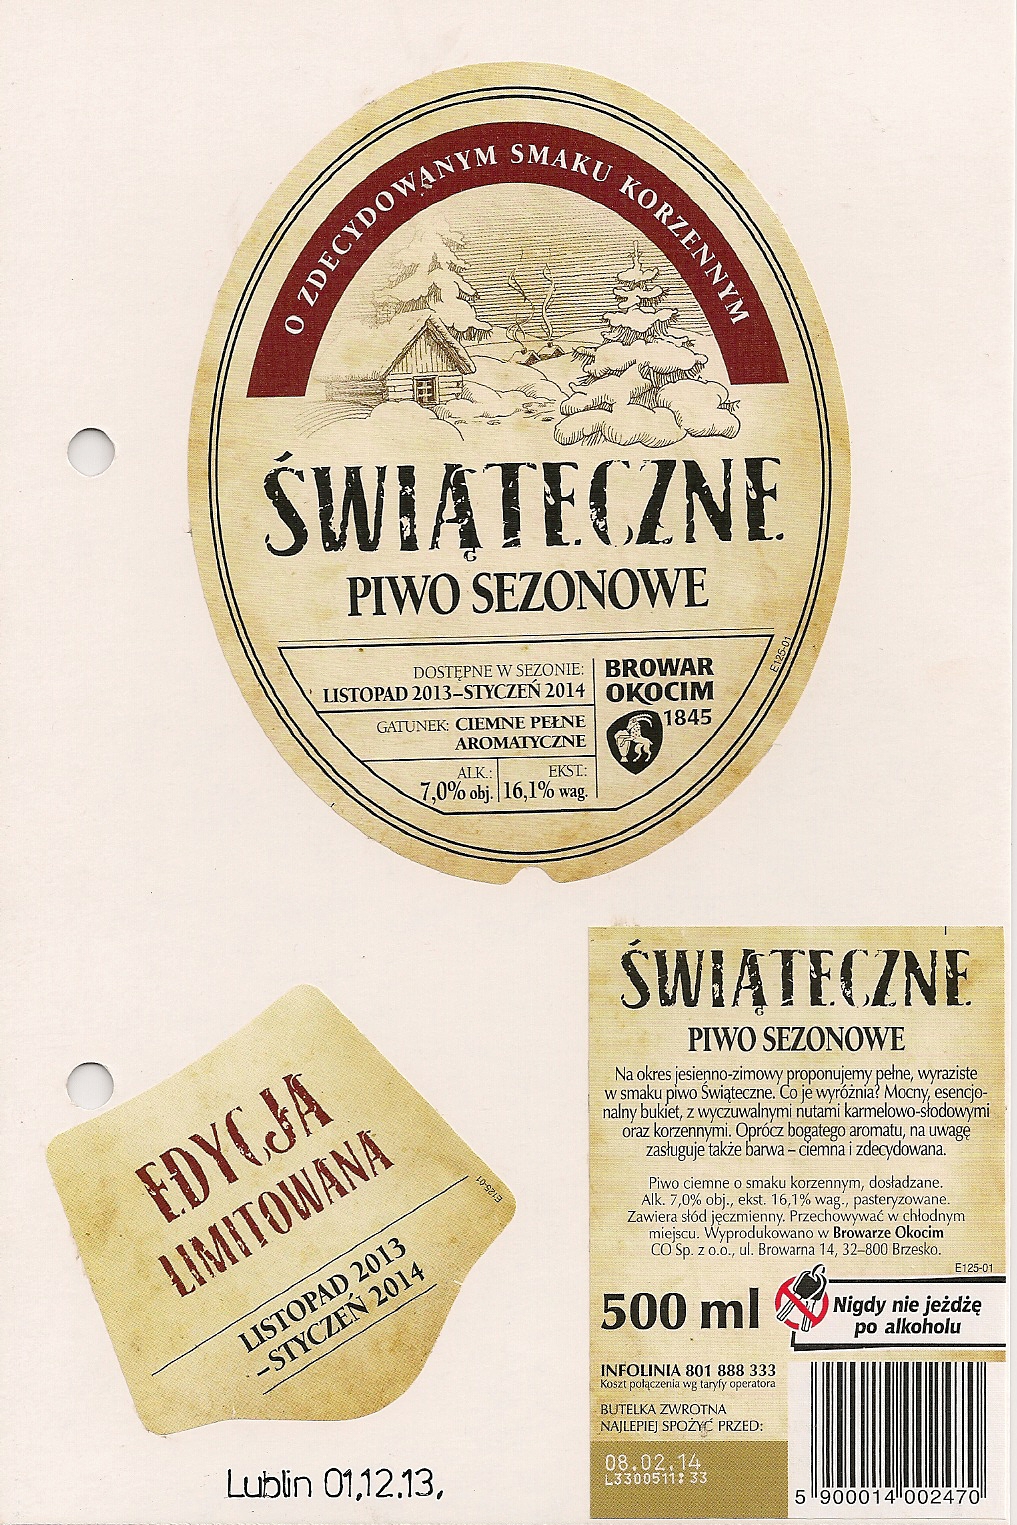 O ZDECYDOWANYM SMAKU KORZENNYM
ŚWIĄTECZNE
PIWO SEZONOWE
DOSTĘPNE W SEZONIE:
LISTOPAD 2013–STYCZEŃ 2014
GATUNEK: CIEMNE PEŁNE
AROMATYCZNE
ALK.:
7,0% obj.
EKST.:
16,1% wag.
BROWAR
OKOCIM
1845
E125-01
EDYCJA
LIMITOWANA
LISTOPAD 2013
–STYCZEŃ 2014
E125-01
Lublin 01,12.13,
ŚWIĄTECZNE
PIWO SEZONOWE
Na okres jesienno-zimowy proponujemy pełne, wyraziste
w smaku piwo Świąteczne. Co je wyróżnia? Mocny, esencjo-
nalny bukiet, z wyczuwalnymi nutami karmelowo-słodowymi
oraz korzennymi. Oprócz bogatego aromatu, na uwagę
zasługuje także barwa – ciemna i zdecydowana.
Piwo ciemne o smaku korzennym, dosładzane.
Alk. 7,0% obj., ekst. 16,1% wag., pasteryzowane.
Zawiera słód jęczmienny. Przechowywać w chłodnym
miejscu. Wyprodukowano w Browarze Okocim
CO Sp. z o.o., ul. Browarna 14, 32–800 Brzesko.
E125-01
500 ml
Nigdy nie jeżdżę
po alkoholu
INFOLINIA 801 888 333
Koszt połączenia wg taryfy operatora
BUTELKA ZWROTNA
NAJLEPIEJ SPOŻYĆ PRZED:
08.02.14
L3300511:33
5 900014 002470